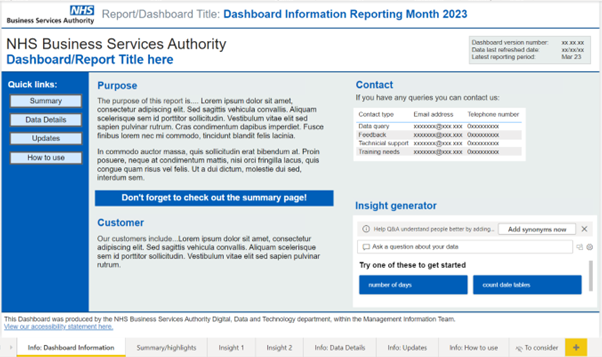 NHS
Business Services Authority
Report/Dashboard Title: Dashboard Information Reporting Month 2023
NHS Business Services Authority
Dashboard/Report Title here
Dashboard version number: xx.xx.xx
Date last refreshed date: xx/xx/xx
Latest reporting period: Mar 23
Quick links:
Summary
Data Details
Updates
How to use
Purpose
The purpose of this report is.... Lorem ipsum dolor sit amet,
consectetur adipiscing elit. Sed sagittis vehicula convallis. Aliquam
scelerisque sem id porttitor sollicitudin. Vestibulum vitae elit sed
sapien pulvinar rutrum. Cras condimentum dapibus imperdiet. Fusce
finibus lorem nec mi commodo, tincidunt blandit felis lacinia.
In commodo auctor massa, quis sollicitudin erat bibendum at. Proin
posuere, neque at condimentum mattis, nisi orci fringilla lacus, quis
congue quam risus vel felis. Ut a dui dictum, molestie dui sed,
interdum sem.
Don't forget to check out the summary page!
Customer
Our customers include...Lorem ipsum dolor sit amet, consectetur
adipiscing elit. Sed sagittis vehicula convallis. Aliquam scelerisque
sem id porttitor sollicitudin. Vestibulum vitae elit sed sapien pulvinar
rutrum.
Contact
If you have any queries you can contact us:
Contact type Email address Telephone number
Data query xxxxxxx@xxx.xxx 0xxxxxxxxx
Feedback xxxxxxx@xxx.xxx 0xxxxxxxxx
Technicial support xxxxxxx@xxx.xxx 0xxxxxxxxx
Training needs xxxxxxx@xxx.xxx 0xxxxxxxxx
Insight generator
Help Q&A understand people better by adding... Add synonyms now
Ask a question about your data
Try one of these to get started
number of days
count date tables
This Dashboard was produced by the NHS Business Services Authority Digital, Data and Technology department, within the Management Information Team.
View our accessibility statement here.
Info: Dashboard Information
Summary/highlights
Insight 1
Insight 2
Info: Data Details
Info: Updates
Info: How to use
To consider